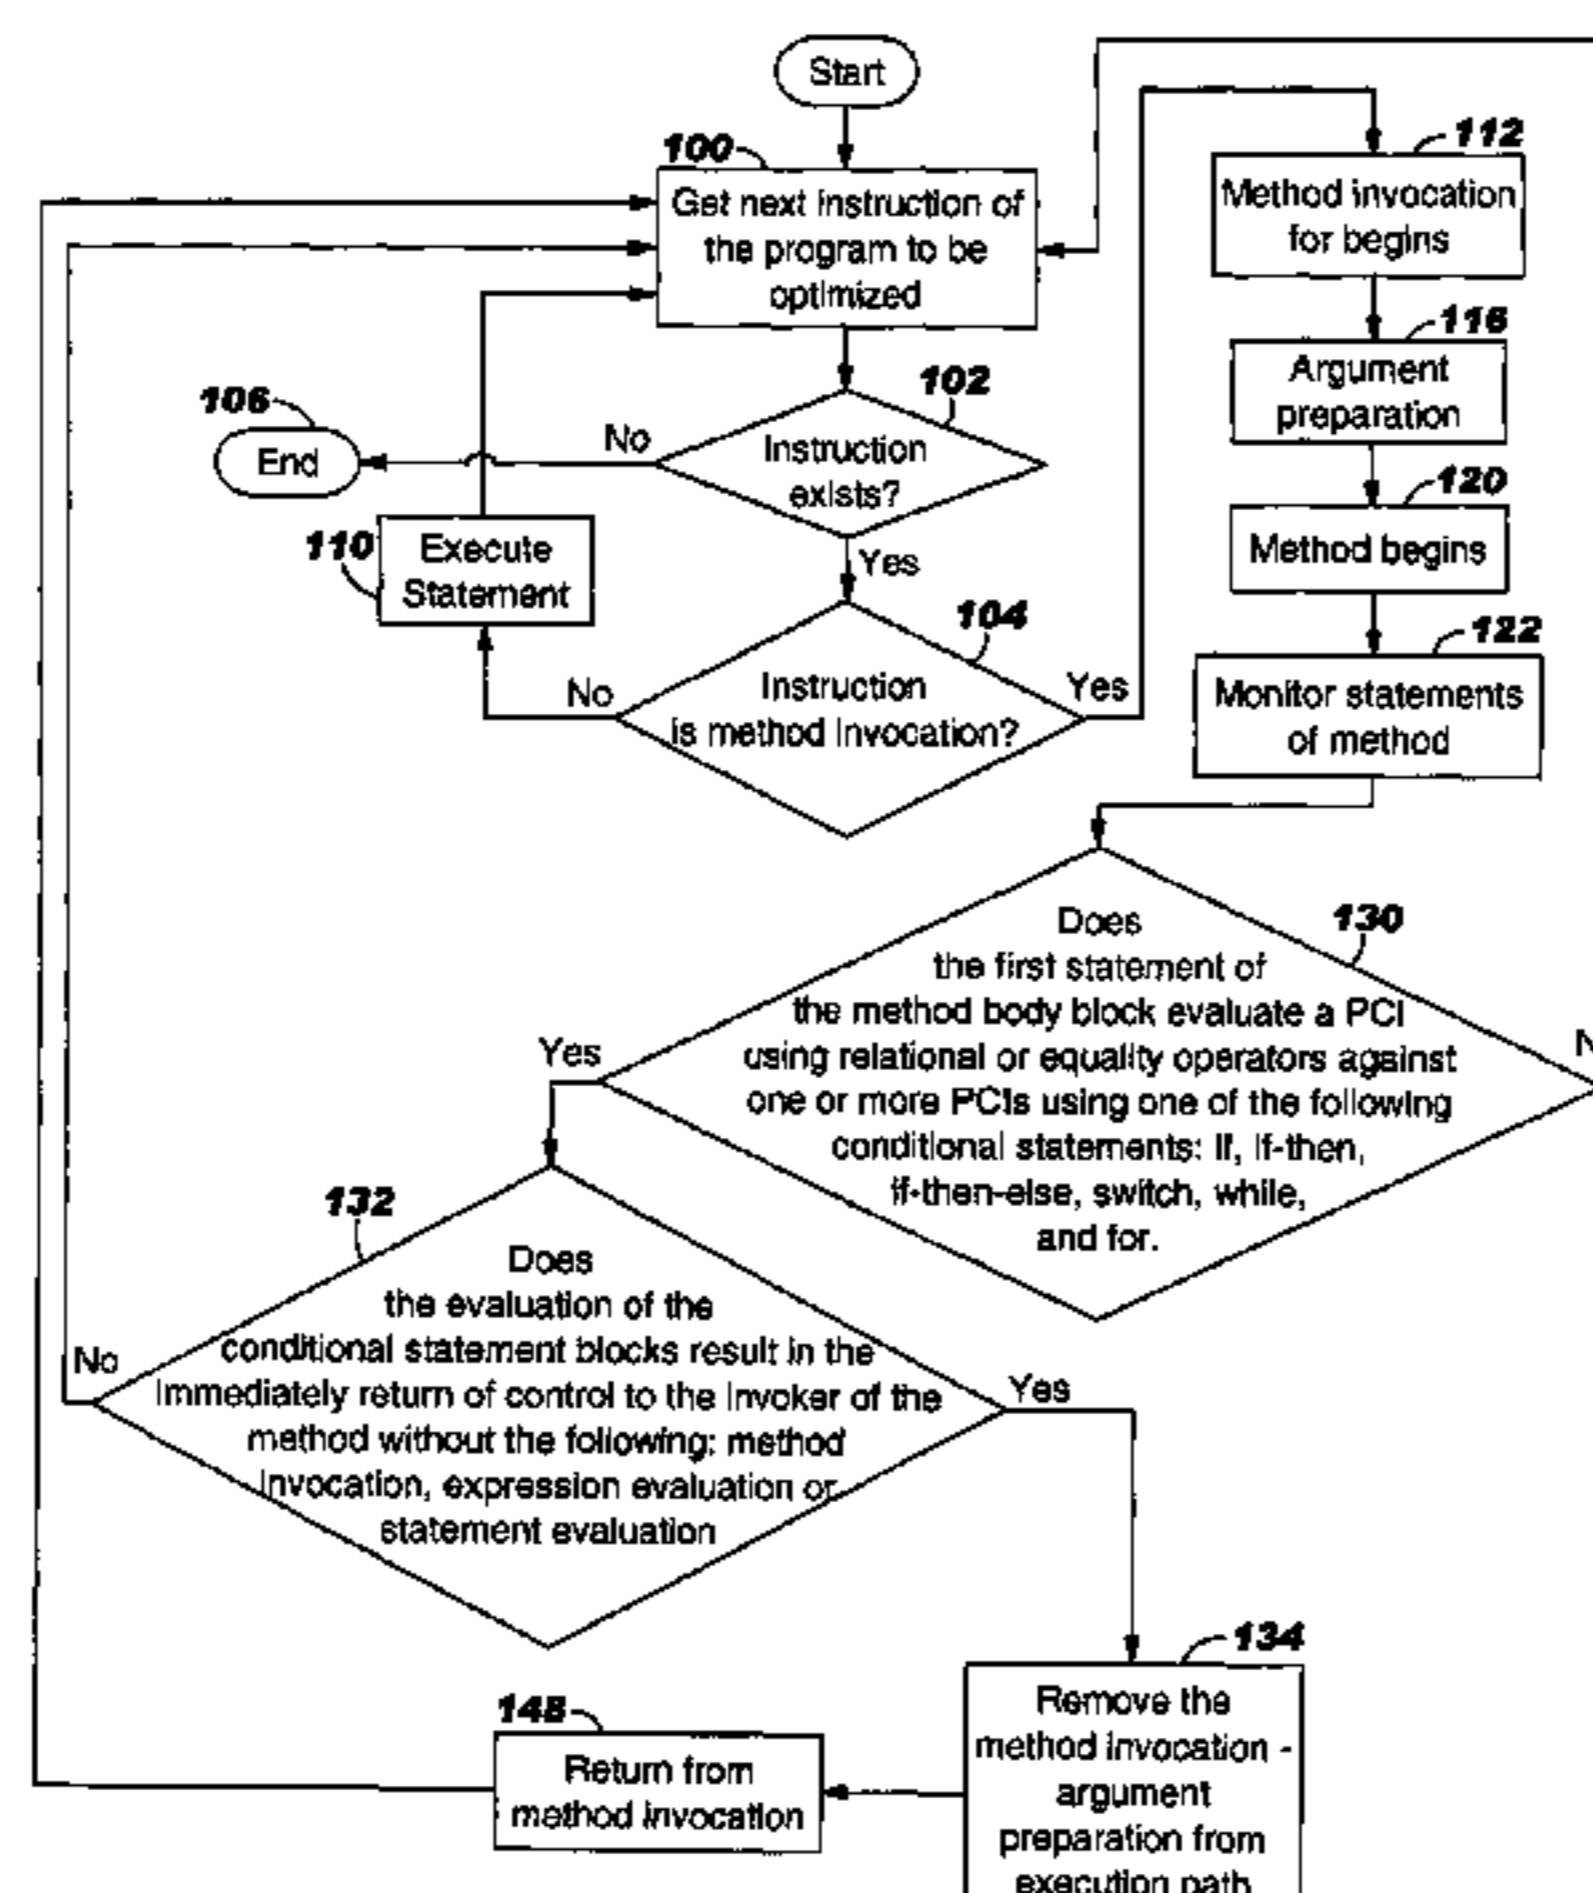 Start
100
Get next instruction of
the program to be
optimized
102
Instruction
exists?
No
106
End
Yes
110
Execute
Statement
104
Instruction
is method invocation?
No
Yes
112
Method invocation
for begins
116
Argument
preparation
120
Method begins
122
Monitor statements
of method
130
Does
the first statement of
the method body block evaluate a PCI
using relational or equality operators against
one or more PCIs using one of the following
conditional statements: if, if-then,
if-then-else, switch, while,
and for.
Yes
132
Does
the evaluation of the
conditional statement blocks result in the
immediately return of control to the invoker of the
method without the following: method
invocation, expression evaluation or
statement evaluation
No
Yes
134
Remove the
method invocation -
argument
preparation from
execution path
148
Return from
method invocation